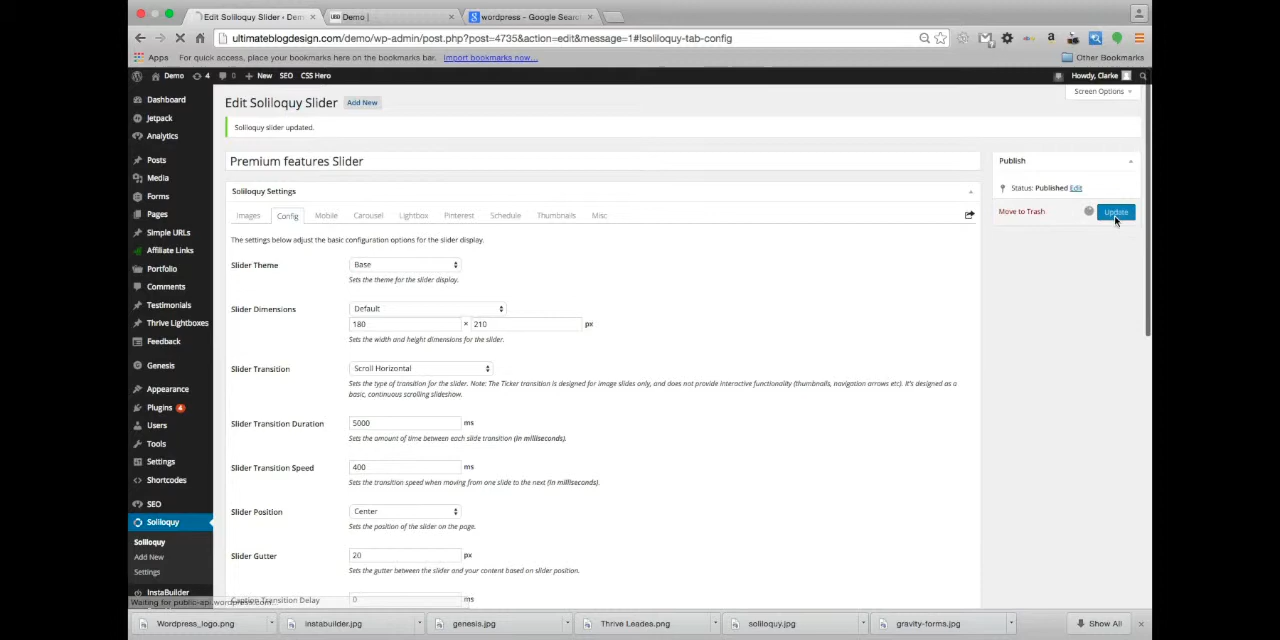 Edit Soliloquy Slider ‹ Dem
Demo |
wordpress - Google Search
ultimateblogdesign.com/demo/wp-admin/post.php?post=4735&action=edit&message=1#!soliloquy-tab-config
Apps
For quick access, place your bookmarks here on the bookmarks bar.
Import bookmarks now...
Other Bookmarks
Demo
4
0
New
SEO
CSS Hero
Howdy, Clarke
Screen Options
Dashboard
Jetpack
Analytics
Posts
Media
Forms
Pages
Simple URLs
Affiliate Links
Portfolio
Comments
Testimonials
Thrive Lightboxes
Feedback
Genesis
Appearance
Plugins 4
Users
Tools
Settings
Shortcodes
SEO
Soliloquy
Soliloquy
Add New
Settings
InstaBuilder
Edit Soliloquy Slider
Add New
Soliloquy slider updated.
Premium features Slider
Soliloquy Settings
Images
Config
Mobile
Carousel
Lightbox
Pinterest
Schedule
Thumbnails
Misc
The settings below adjust the basic configuration options for the slider display.
Slider Theme
Base
Sets the theme for the slider display.
Slider Dimensions
Default
180 × 210 px
Sets the width and height dimensions for the slider.
Slider Transition
Scroll Horizontal
Sets the type of transition for the slider. Note: The Ticker transition is designed for image slides only, and does not provide interactive functionality (thumbnails, navigation arrows etc). It's designed as a
basic, continuous scrolling slideshow.
Slider Transition Duration
5000 ms
Sets the amount of time between each slide transition (in milliseconds).
Slider Transition Speed
400 ms
Sets the transition speed when moving from one slide to the next (in milliseconds).
Slider Position
Center
Sets the position of the slider on the page.
Slider Gutter
20 px
Sets the gutter between the slider and your content based on slider position.
Caption Transition Delay
0 ms
Publish
Status: Published Edit
Move to Trash
Update
Waiting for public-api.wordpress.com...
Wordpress_logo.png
instabuilder.jpg
genesis.jpg
Thrive Leades.png
soliloquy.jpg
gravity-forms.jpg
Show All